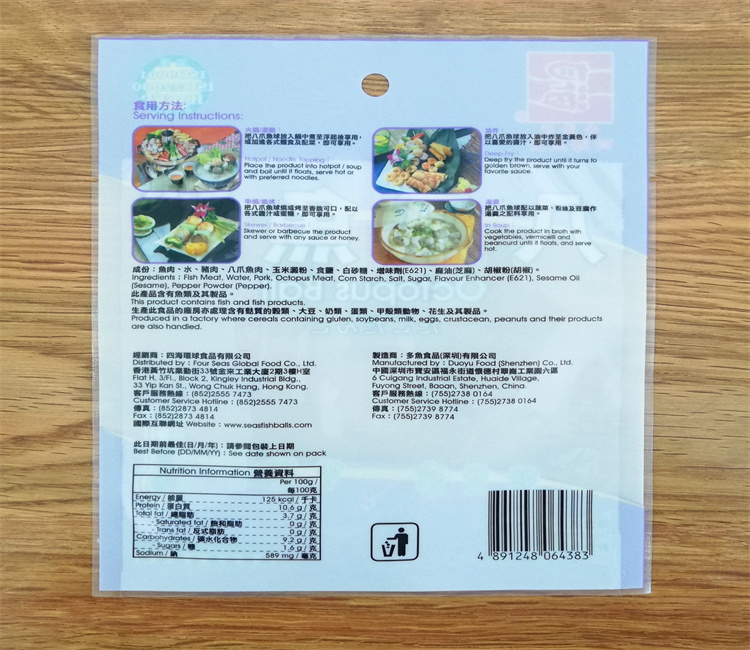 食用方法:
Serving Instructions:
火鍋/湯麵
把八爪魚球放入鍋中煮至浮起後享用,
或加進各式麵食及配菜，即可享用。
Hotpot / Noodle Topping
Place the product into hotpot / soup
and boil until it floats, serve hot or
with preferred noodles.
油炸
把八爪魚球放入油中炸至金黃色，伴
以喜愛的醬汁，即可享用。
Deep Fry
Deep fry the product until it turns to
golden brown, serve with your
favourite sauce.
串燒/燒烤
把八爪魚球燒成烤至香脆可口，配以
各式醬汁或蜜糖，即可享用。
Skewer / Barbecue
Skewer or barbecue the product
and serve with any sauce or honey.
湯羹
把八爪魚球配以蔬菜、粉絲及豆腐作
湯羹之配料享用。
In Soup
Cook the product in broth with
vegetables, vermicelli and
beancurd until it floats, and serve
hot.
成份：魚肉、水、豬肉、八爪魚肉、玉米澱粉、食鹽、白砂糖、增味劑(E621)、麻油(芝麻)、胡椒粉(胡椒)。
Ingredients : Fish Meat, Water, Pork, Octopus Meat, Corn Starch, Salt, Sugar, Flavour Enhancer (E621), Sesame Oil
(Sesame), Pepper Powder (Pepper).
此產品含有魚類及其製品。
This product contains fish and fish products.
生產此食品的廠房亦處理含有麩質的穀類、大豆、奶類、蛋類、甲殼類動物、花生及其製品。
Produced in a factory where cereals containing gluten, soybeans, milk, eggs, crustacean, peanuts and their products
are also handled.
經銷商：四海環球食品有限公司
Distributed by : Four Seas Global Food Co., Ltd.
香港黃竹坑業勤街33號金來工業大廈2期3樓H室
Flat H, 3/Fl., Block 2, Kingley Industrial Bldg.,
33 Yip Kan St., Wong Chuk Hang, Hong Kong.
客戶服務熱線：(852)2555 7473
Customer Service Hotline : (852)2555 7473
傳真：(852)2873 4814
Fax : (852)2873 4814
國際互聯網址 Website : www.seasfishballs.com
製造商：多魚食品(深圳)有限公司
Manufactured by : Duoyu Food (Shenzhen) Co., Ltd.
中國深圳市寶安區福永街道懷德村翠崗工業園六區
6 Cuigang Industrial Estate, Huaide Village,
Fuyong Street, Baoan, Shenzhen, China.
客戶服務熱線：(755)2738 0164
Customer Service Hotline : (755)2738 0164
傳真：(755)2739 8774
Fax : (755)2739 8774
此日期前最佳(日/月/年)：請參閱包裝上日期
Best Before (DD/MM/YY) : See date shown on pack
Nutrition Information 營養資料
Per 100g /
每100克
Energy / 能量 125 kcal / 千卡
Protein / 蛋白質 10.6 g / 克
Total fat / 總脂肪 3.7 g / 克
- Saturated fat / 飽和脂肪 0 g / 克
- Trans fat / 反式脂肪 0 g / 克
Carbohydrates / 碳水化合物 9.2 g / 克
- Sugars / 糖 1.6 g / 克
Sodium / 鈉 589 mg / 毫克
4 891248 064383